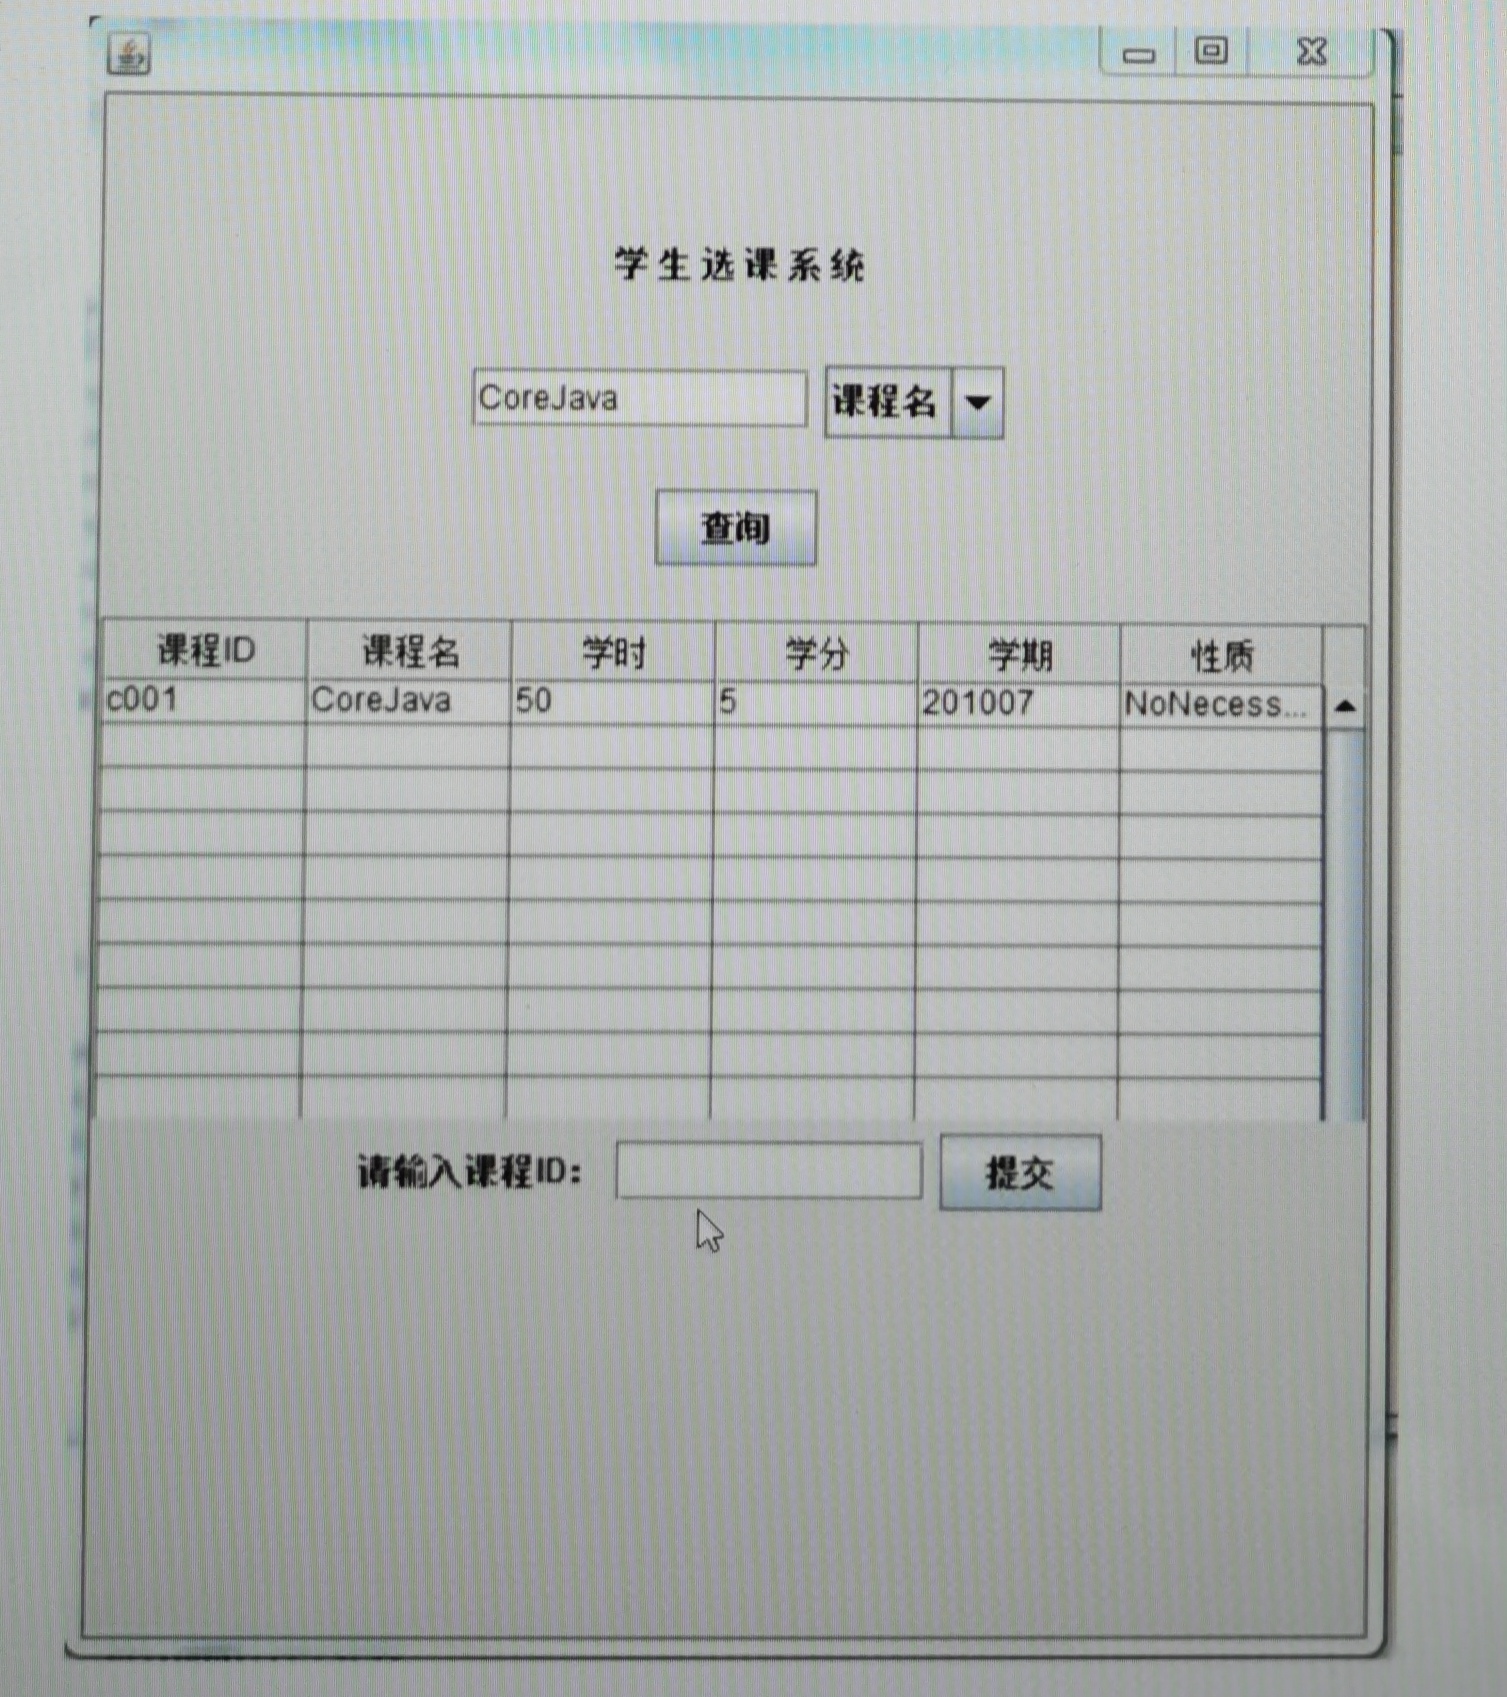 学生选课系统
CoreJava 课程名
查询
课程ID 课程名 学时 学分 学期 性质
c001 CoreJava 50 5 201007 NoNecess...
请输入课程ID： 提交